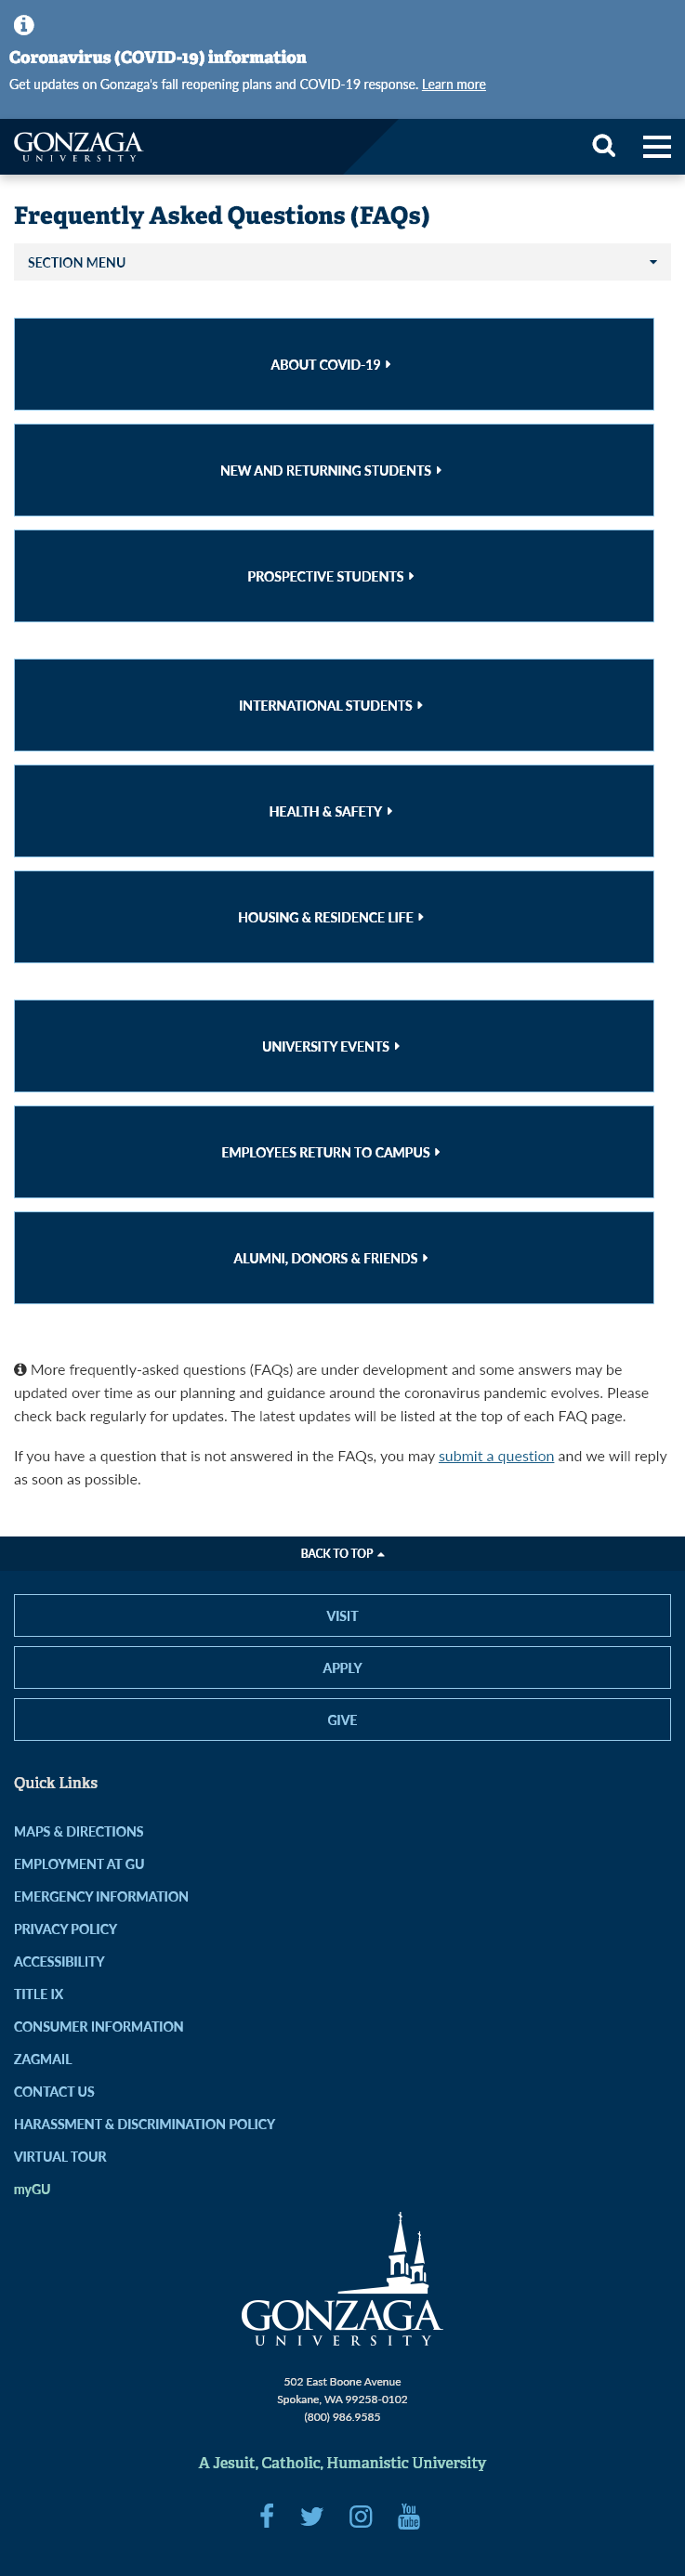 Coronavirus (COVID-19) information
Get updates on Gonzaga's fall reopening plans and COVID-19 response. Learn more
GONZAGA
UNIVERSITY
Frequently Asked Questions (FAQs)
SECTION MENU
ABOUT COVID-19
NEW AND RETURNING STUDENTS
PROSPECTIVE STUDENTS
INTERNATIONAL STUDENTS
HEALTH & SAFETY
HOUSING & RESIDENCE LIFE
UNIVERSITY EVENTS
EMPLOYEES RETURN TO CAMPUS
ALUMNI, DONORS & FRIENDS
More frequently-asked questions (FAQs) are under development and some answers may be
updated over time as our planning and guidance around the coronavirus pandemic evolves. Please
check back regularly for updates. The latest updates will be listed at the top of each FAQ page.
If you have a question that is not answered in the FAQs, you may submit a question and we will reply
as soon as possible.
BACK TO TOP
VISIT
APPLY
GIVE
Quick Links
MAPS & DIRECTIONS
EMPLOYMENT AT GU
EMERGENCY INFORMATION
PRIVACY POLICY
ACCESSIBILITY
TITLE IX
CONSUMER INFORMATION
ZAGMAIL
CONTACT US
HARASSMENT & DISCRIMINATION POLICY
VIRTUAL TOUR
myGU
GONZAGA
UNIVERSITY
502 East Boone Avenue
Spokane, WA 99258-0102
(800) 986.9585
A Jesuit, Catholic, Humanistic University
You
Tube